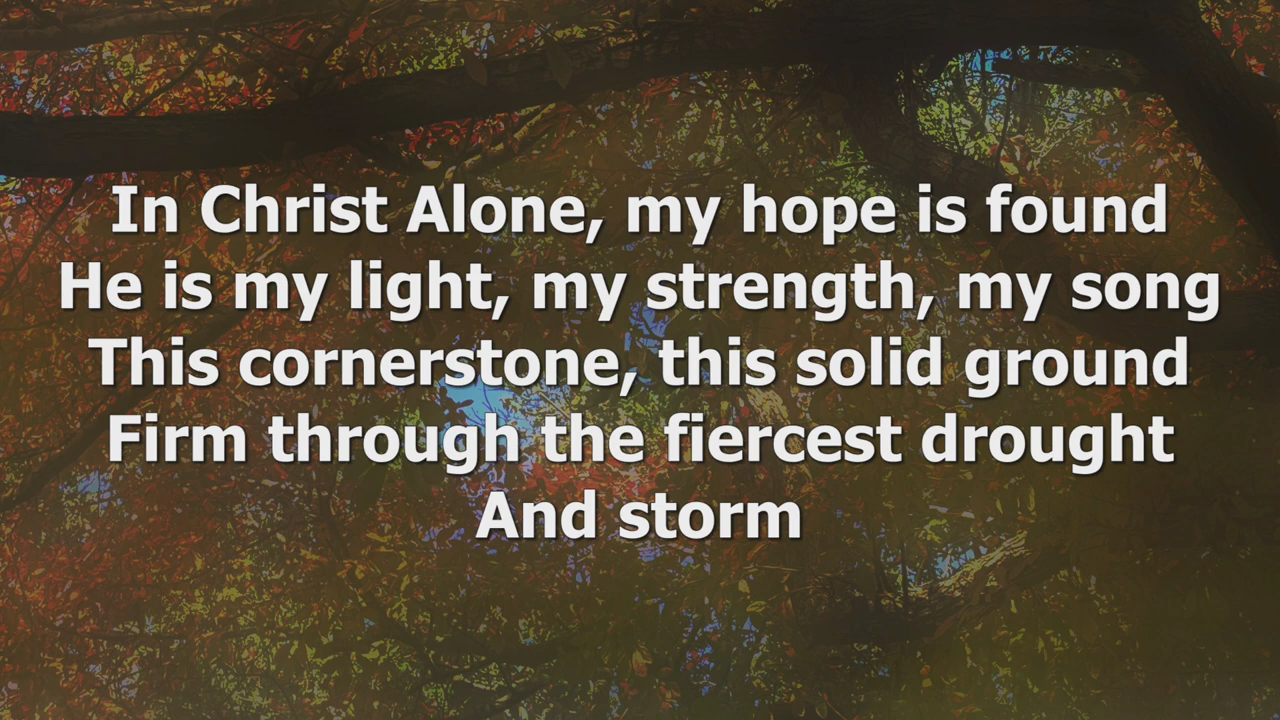 In Christ Alone, my hope is found
He is my light, my strength, my song
This cornerstone, this solid ground
Firm through the fiercest drought
And storm